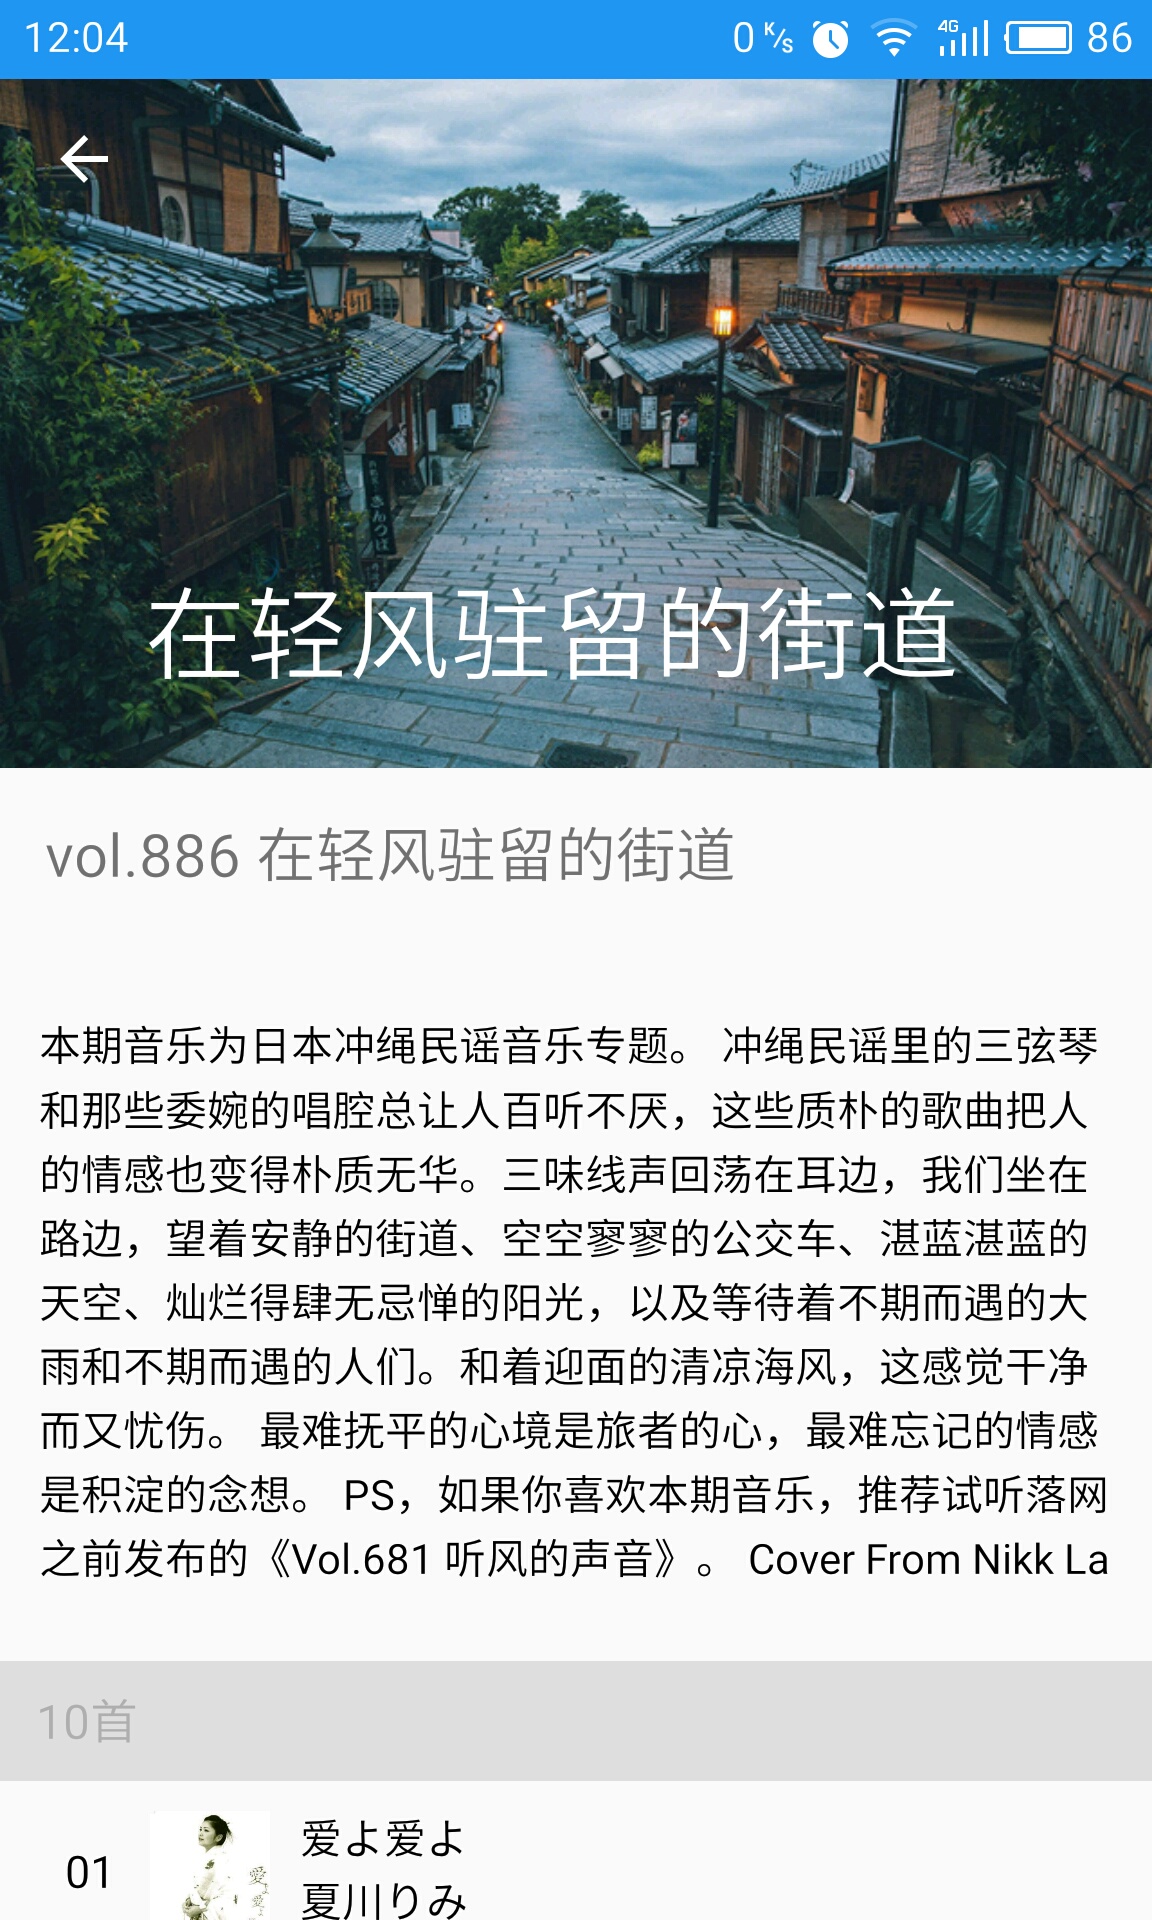 12:04
0 K/s 4G 86
在轻风驻留的街道
vol.886 在轻风驻留的街道
本期音乐为日本冲绳民谣音乐专题。 冲绳民谣里的三弦琴
和那些委婉的唱腔总让人百听不厌，这些质朴的歌曲把人
的情感也变得朴质无华。三味线声回荡在耳边，我们坐在
路边，望着安静的街道、空空寥寥的公交车、湛蓝湛蓝的
天空、灿烂得肆无忌惮的阳光，以及等待着不期而遇的大
雨和不期而遇的人们。和着迎面的清凉海风，这感觉干净
而又忧伤。 最难抚平的心境是旅者的心，最难忘记的情感
是积淀的念想。 PS，如果你喜欢本期音乐，推荐试听落网
之前发布的《Vol.681 听风的声音》。 Cover From Nikk La
10首
01
爱よ爱よ
夏川りみ